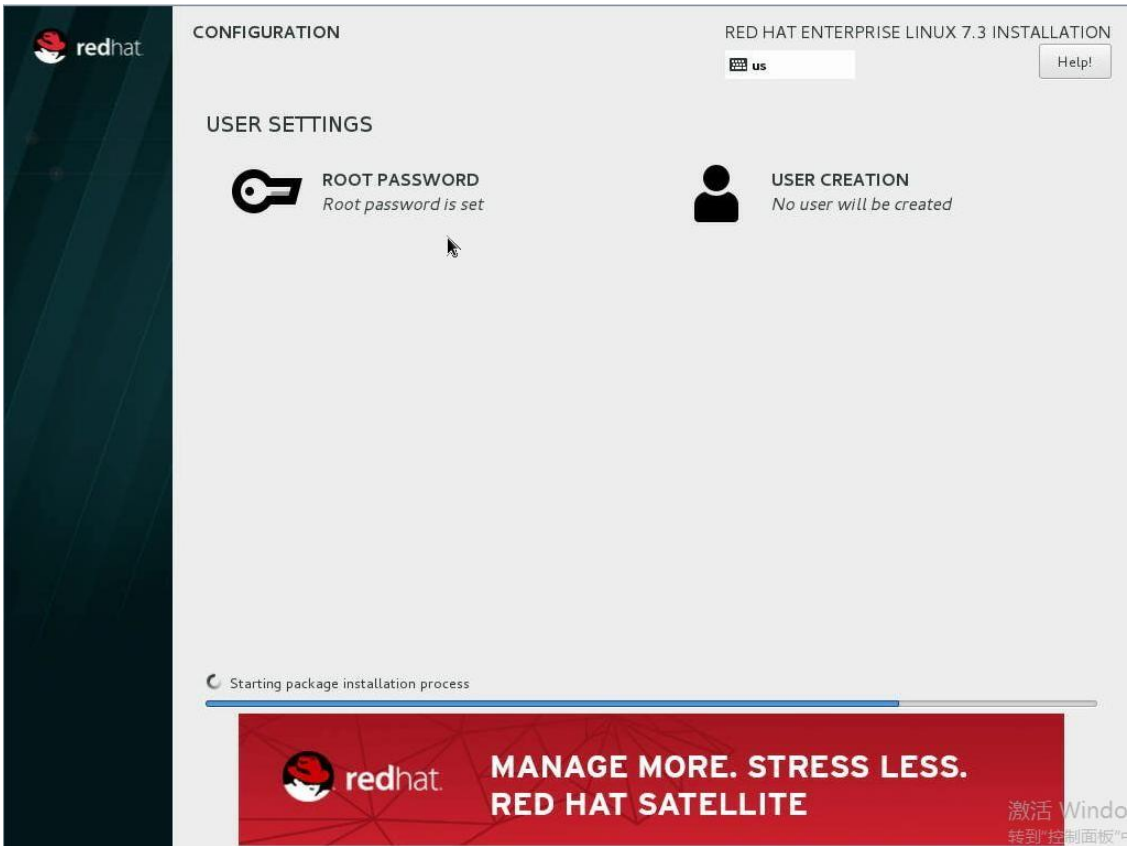 redhat.
CONFIGURATION
RED HAT ENTERPRISE LINUX 7.3 INSTALLATION
us
Help!
USER SETTINGS
ROOT PASSWORD
Root password is set
USER CREATION
No user will be created
Starting package installation process
redhat.
MANAGE MORE. STRESS LESS.
RED HAT SATELLITE
激活 Windo
转到"控制面板"中